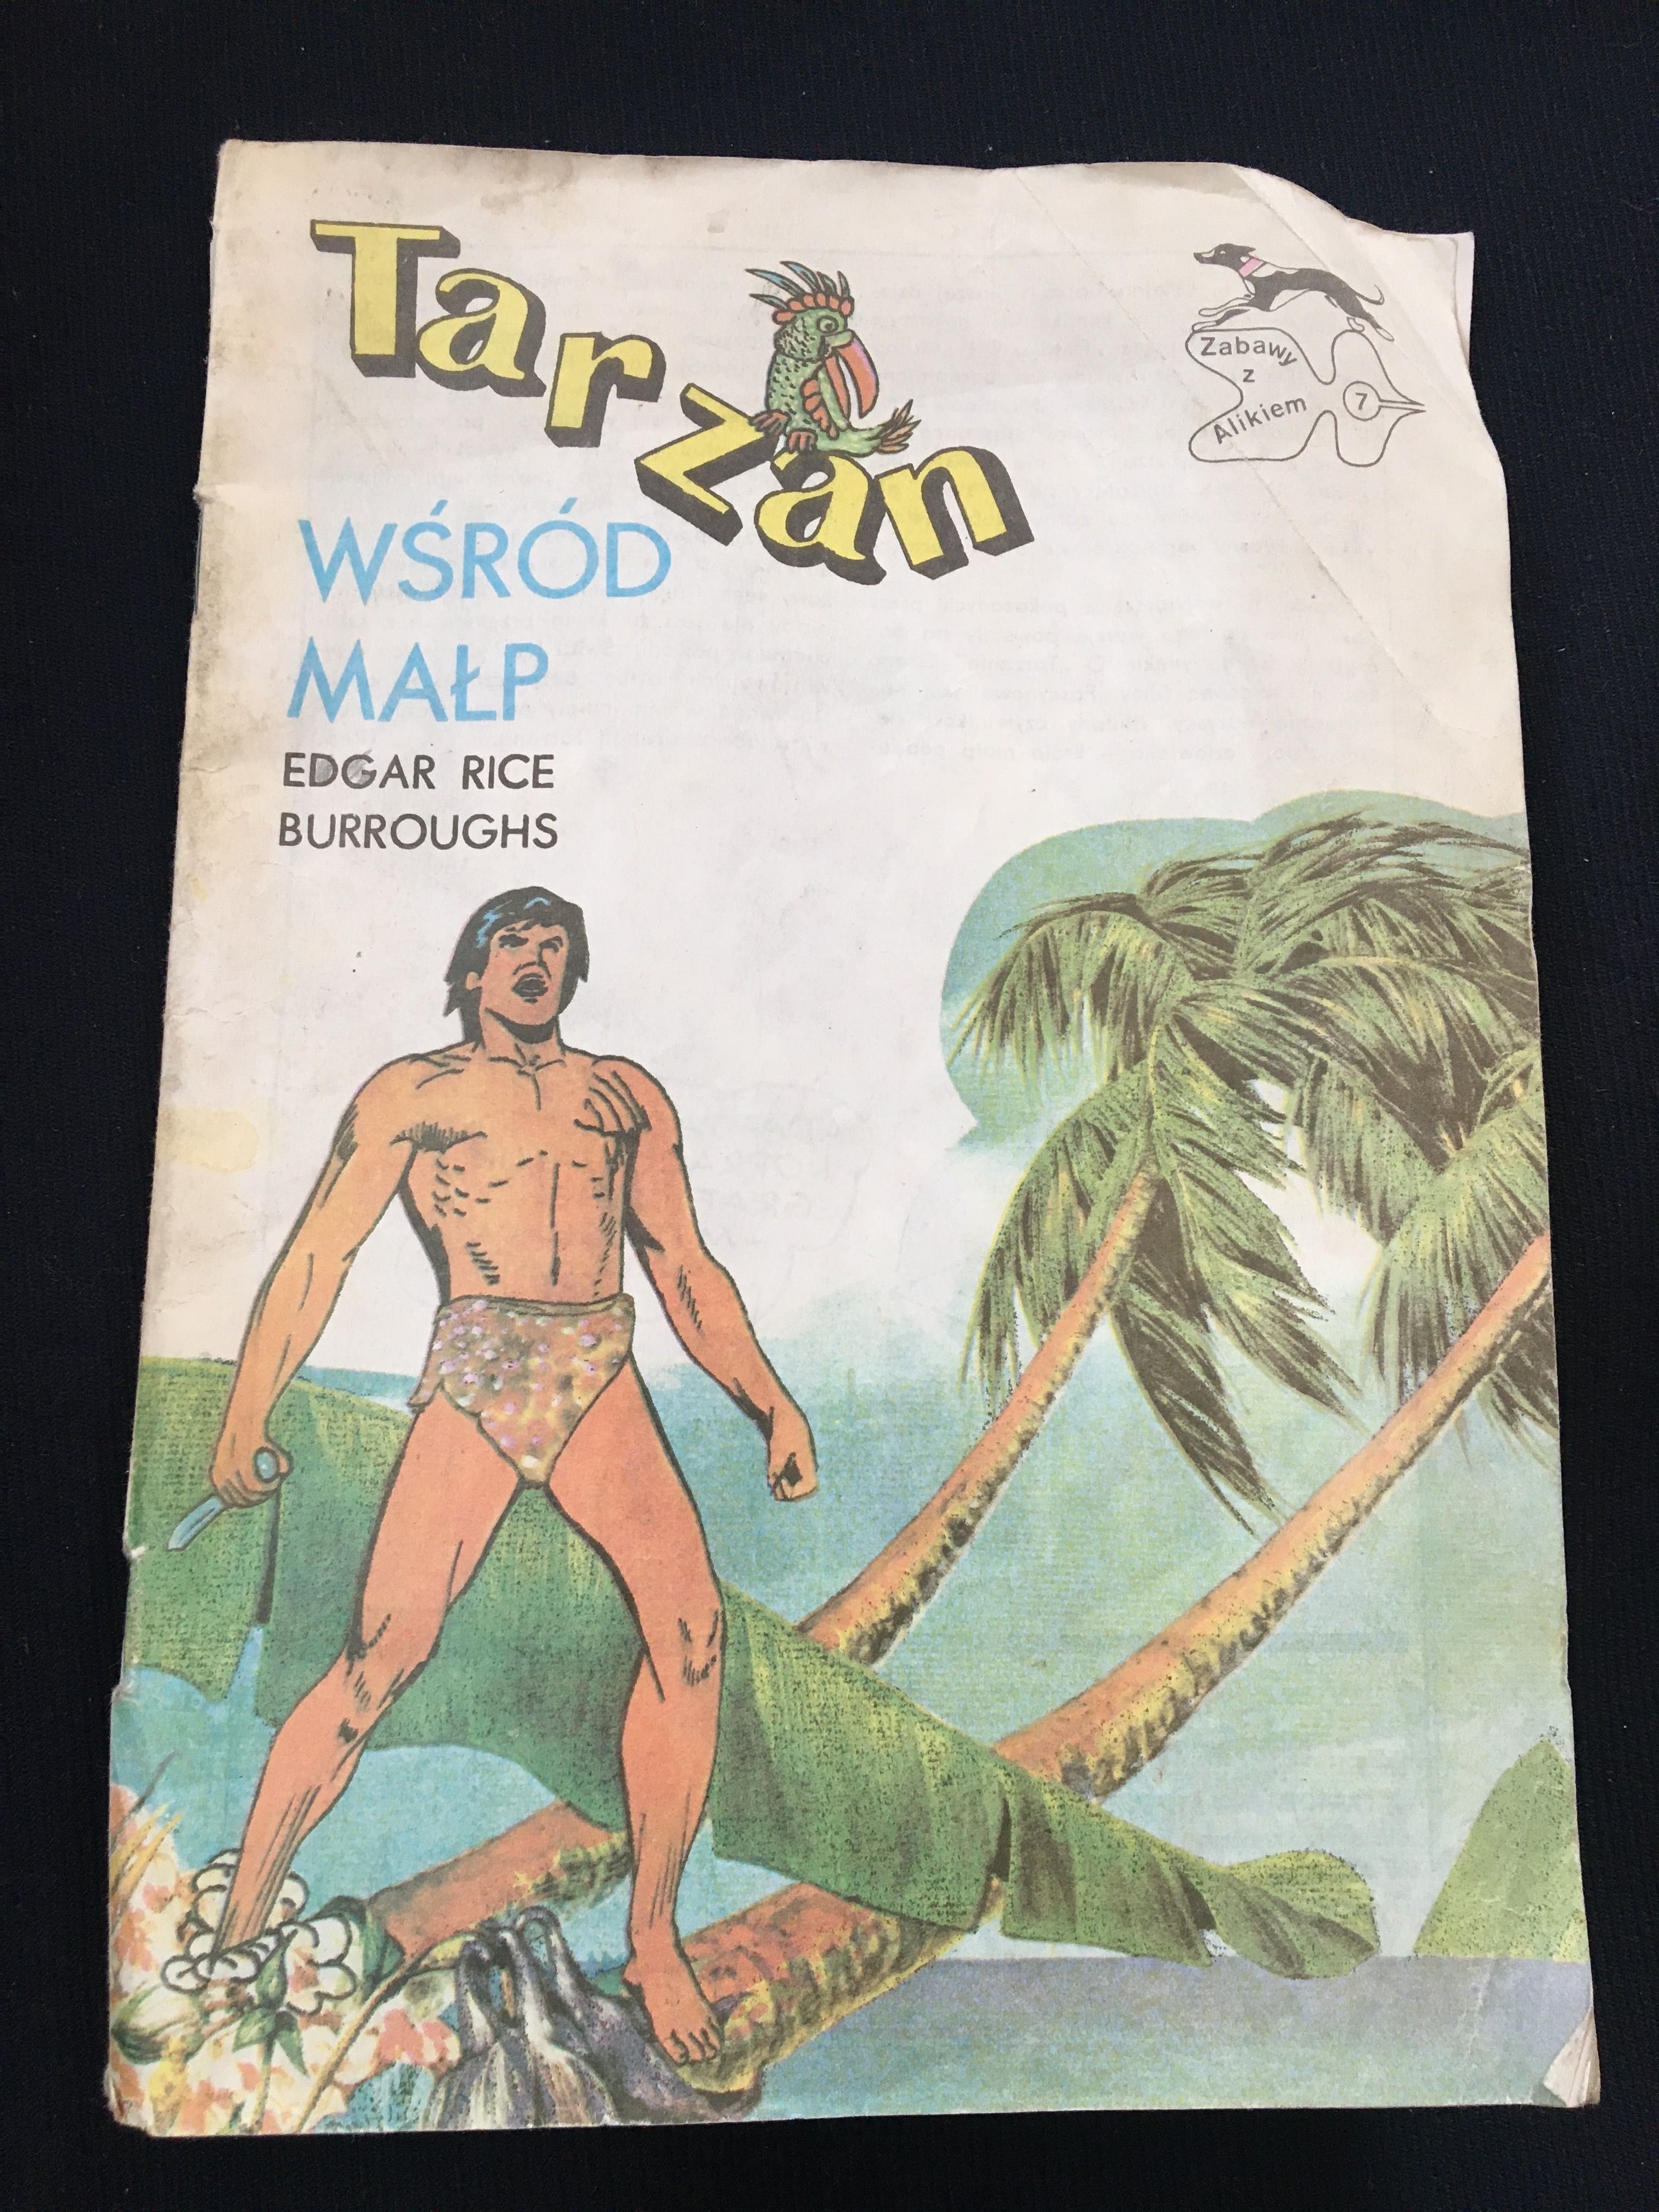 Tarzan
WŚRÓD
MAŁP
EDGAR RICE
BURROUGHS
Zabawy
z
Alikiem
7